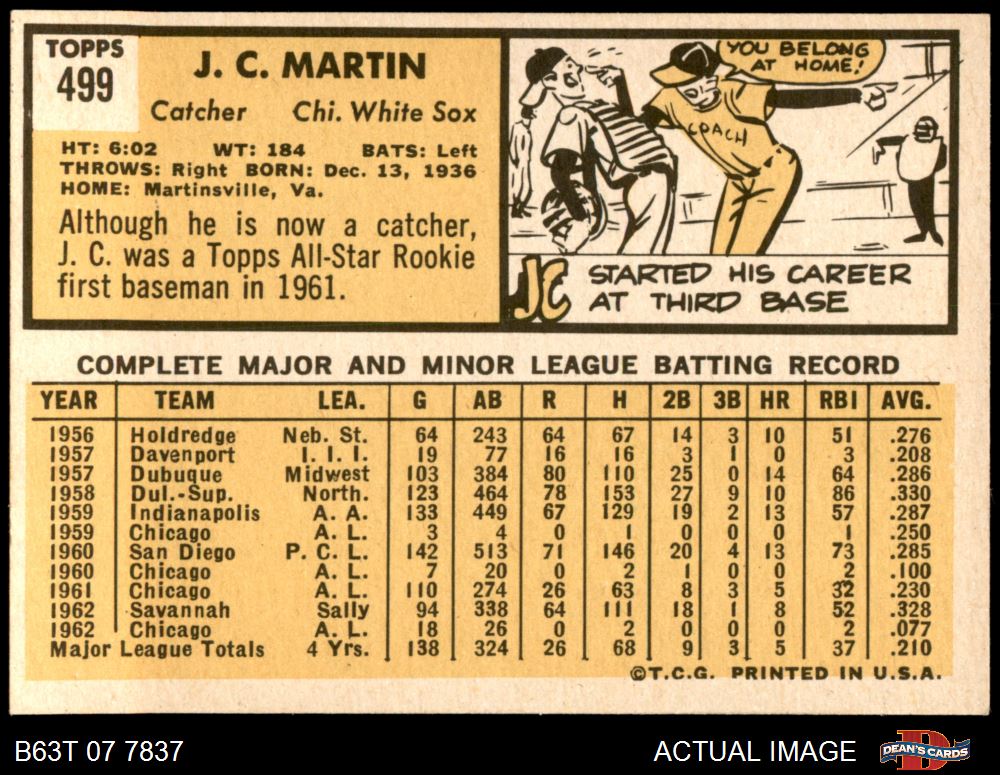 TOPPS
499
J. C. MARTIN
Catcher Chi. White Sox
HT: 6:02 WT: 184 BATS: Left
THROWS: Right BORN: Dec. 13, 1936
HOME: Martinsville, Va.
Although he is now a catcher,
J. C. was a Topps All-Star Rookie
first baseman in 1961.
YOU BELONG
AT HOME!
COACH
JC STARTED HIS CAREER
AT THIRD BASE
COMPLETE MAJOR AND MINOR LEAGUE BATTING RECORD
YEAR TEAM LEA. G AB R H 2B 3B HR RBI AVG.
1956 Holdredge Neb. St. 64 243 64 67 14 3 10 51 .276
1957 Davenport I. I. I. 19 77 16 16 3 1 0 3 .208
1957 Dubuque Midwest 103 384 80 110 25 0 14 64 .286
1958 Dul.-Sup. North. 123 464 78 153 27 9 10 86 .330
1959 Indianapolis A. A. 133 449 67 129 19 2 13 57 .287
1959 Chicago A. L. 3 4 0 1 0 0 0 1 .250
1960 San Diego P. C. L. 142 513 71 146 20 4 13 73 .285
1960 Chicago A. L. 7 20 0 2 1 0 0 2 .100
1961 Chicago A. L. 110 274 26 63 8 3 5 32 .230
1962 Savannah Sally 94 338 64 111 18 1 8 52 .328
1962 Chicago A. L. 18 26 0 2 0 0 0 2 .077
Major League Totals 4 Yrs. 138 324 26 68 9 3 5 37 .210
©T.C.G. PRINTED IN U.S.A.
B63T 07 7837 ACTUAL IMAGE DEAN'S CARDS